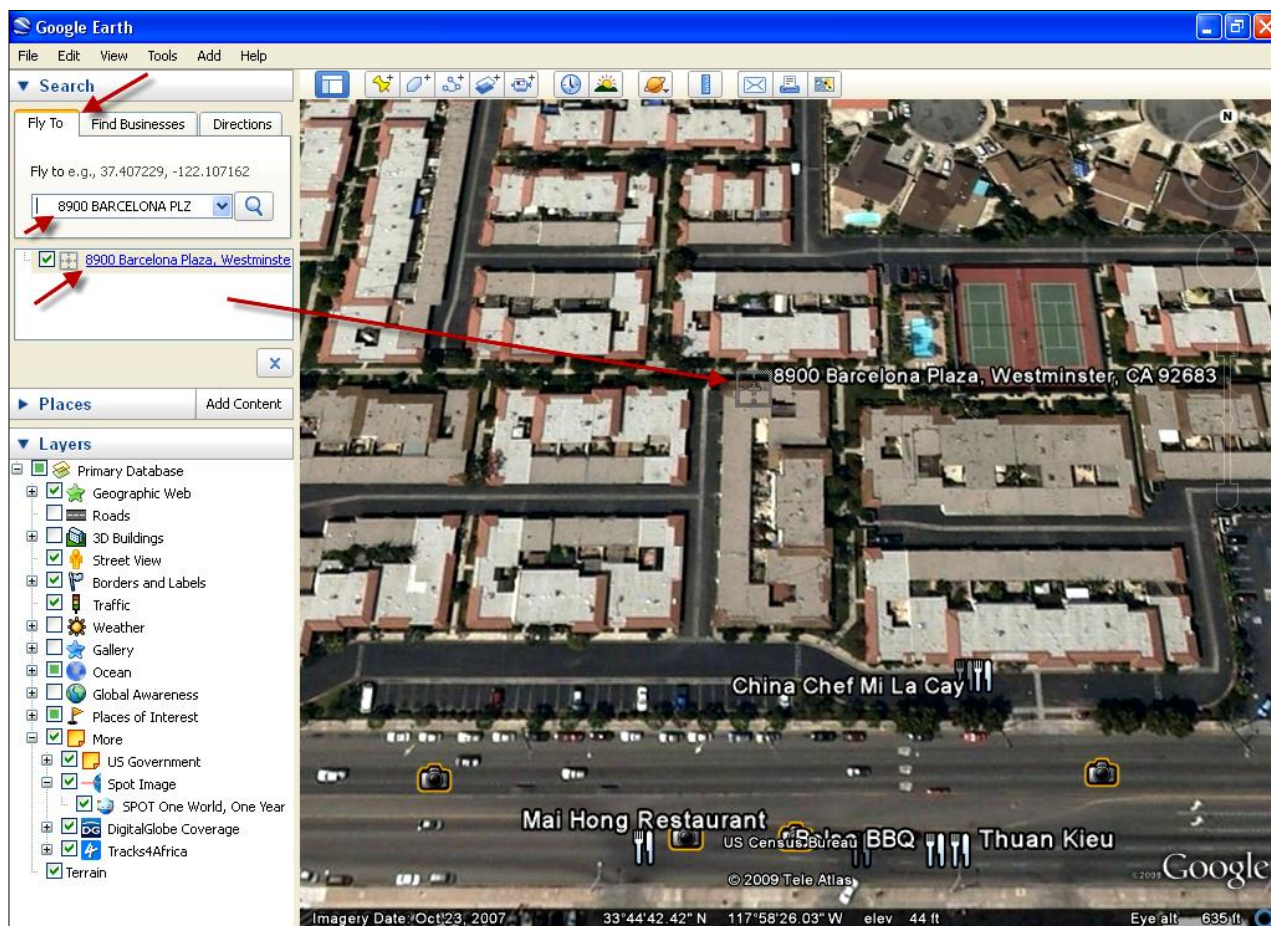 Google Earth
File Edit View Tools Add Help
Search
Fly To Find Businesses Directions
Fly to e.g., 37.407229, -122.107162
8900 BARCELONA PLZ
8900 Barcelona Plaza, Westminste
Places Add Content
Layers
Primary Database
Geographic Web
Roads
3D Buildings
Street View
Borders and Labels
Traffic
Weather
Gallery
Ocean
Global Awareness
Places of Interest
More
US Government
Spot Image
SPOT One World, One Year
DG DigitalGlobe Coverage
Tracks4Africa
Terrain
N
8900 Barcelona Plaza, Westminster, CA 92683
China Chef Mi La Cay
Mai Hong Restaurant
US Census Bureau
BBQ
Thuan Kieu
© 2009 Tele Atlas
©2009 Google
Imagery Date: Oct 23, 2007 33°44'42.42" N 117°58'26.03" W elev 44 ft Eye alt 635 ft